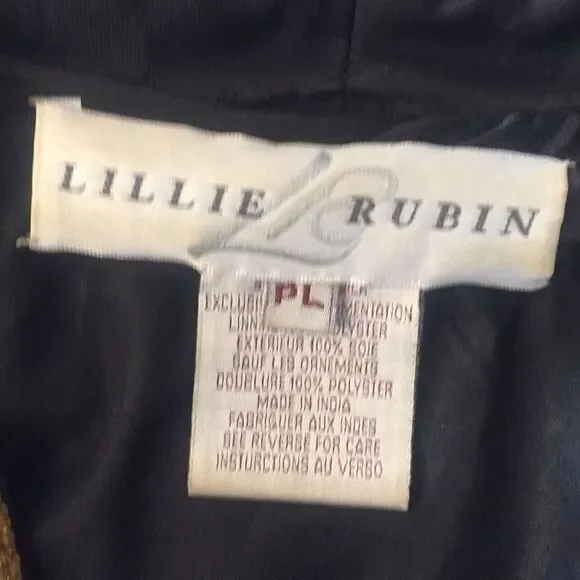 LILLIE RUBIN
PL
EXTERIEUR 100% SOIE
SAUF LES ORNEMENTS
DOUBLURE 100% POLYSTER
MADE IN INDIA
FABRIQUER AUX INDES
SEE REVERSE FOR CARE
INSTURCTIONS AU VERSO